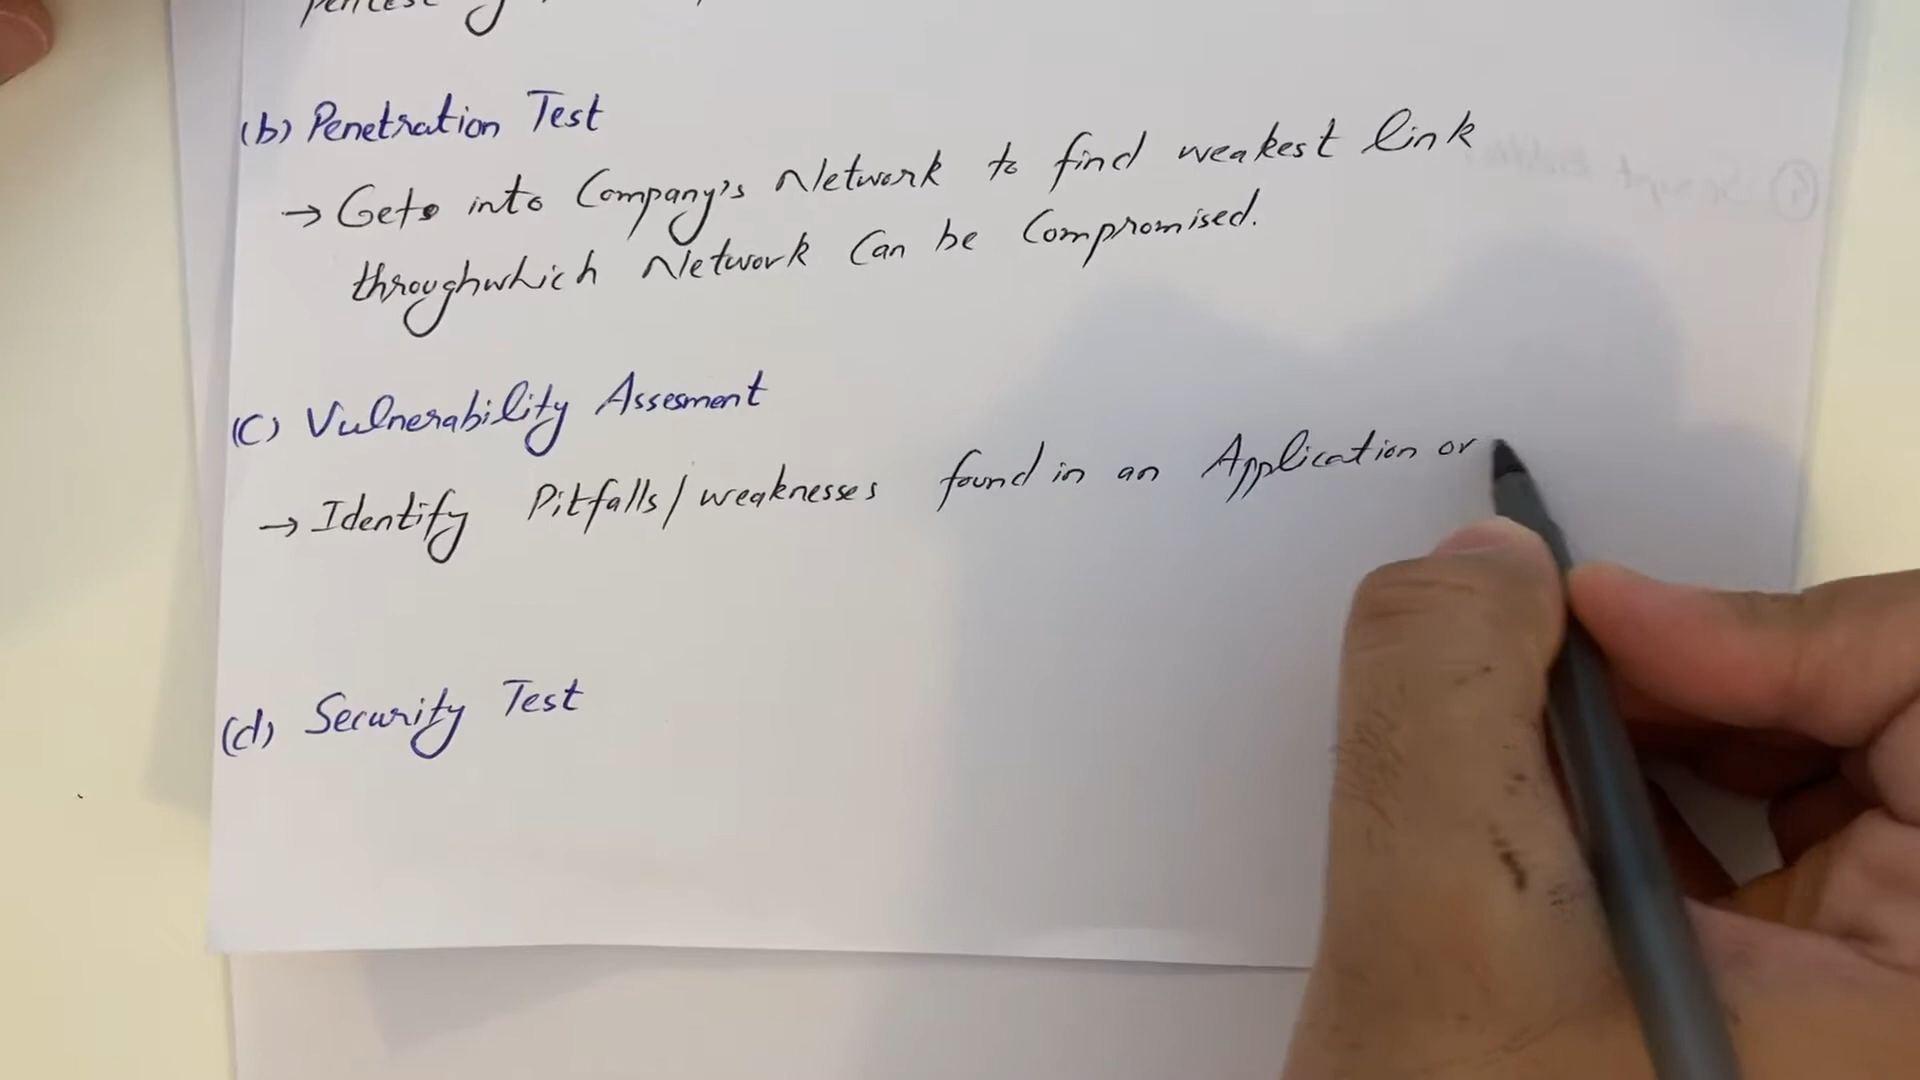 (b) Penetration Test
→ Gets into Company's Network to find weakest link
throughwhich Network Can be Compromised.
(C) Vulnerability Assesment
→ Identify Pitfalls/weaknesses found in an Application or
(d) Security Test